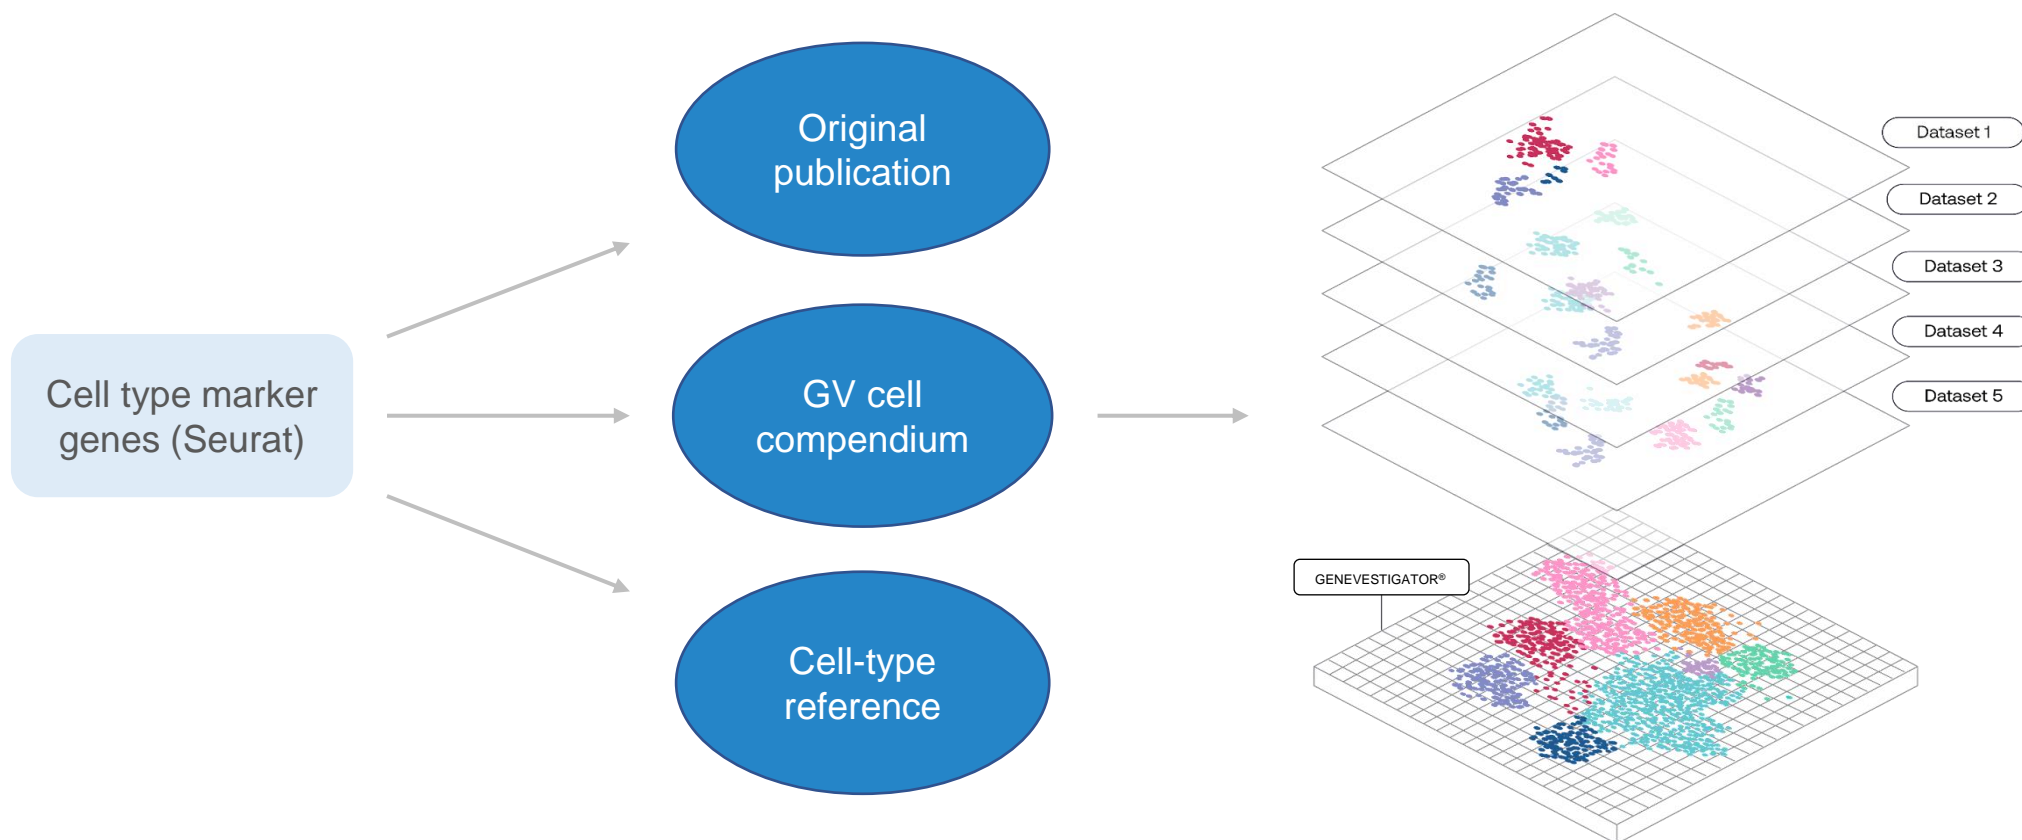 Cell type marker
genes (Seurat)
Original
publication
GV cell
compendium
Cell-type
reference
Dataset 1
Dataset 2
Dataset 3
Dataset 4
Dataset 5
GENEVESTIGATOR®